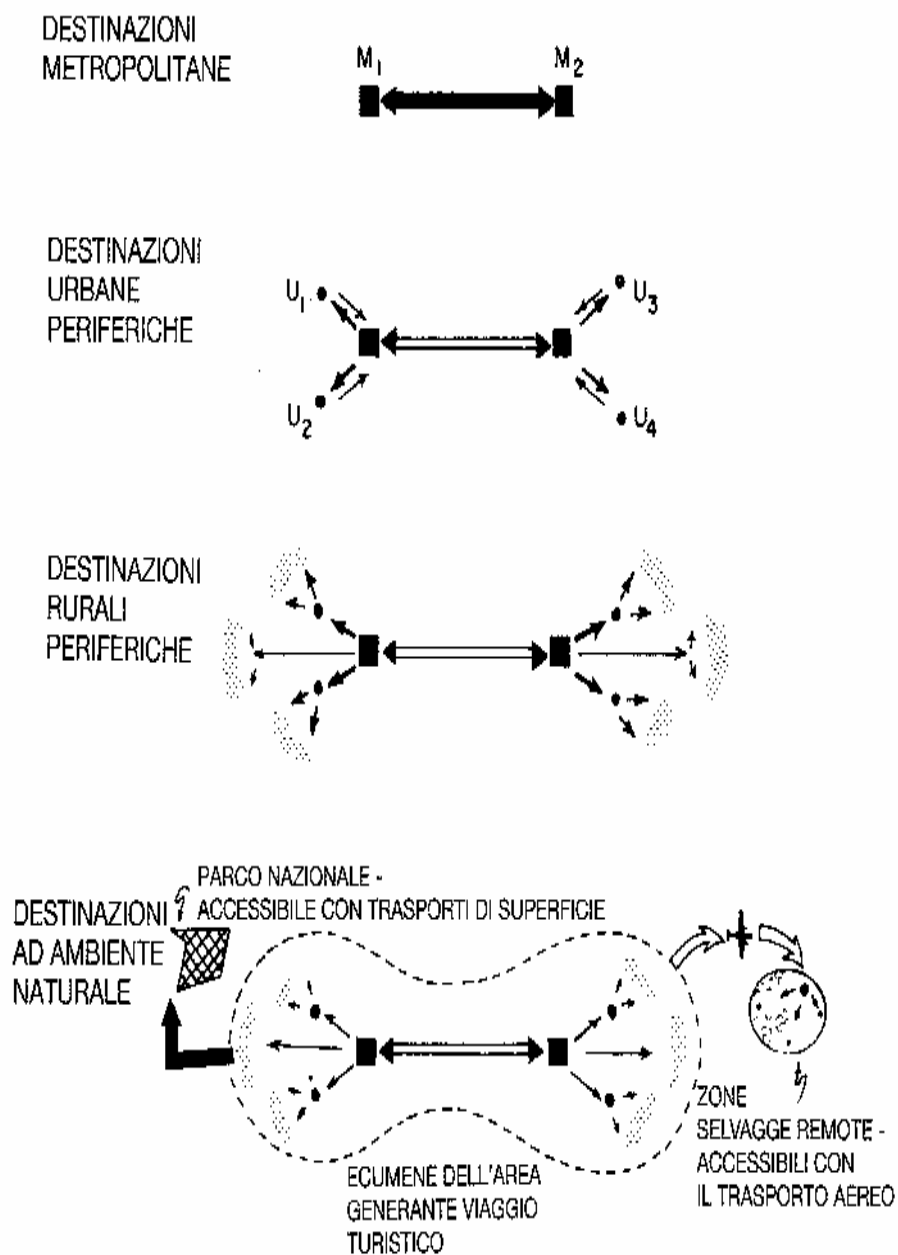 DESTINAZIONI
METROPOLITANE
M₁
M₂
DESTINAZIONI
URBANE
PERIFERICHE
U₁
U₂
U₃
U₄
DESTINAZIONI
RURALI
PERIFERICHE
DESTINAZIONI
AD AMBIENTE
NATURALE
PARCO NAZIONALE -
ACCESSIBILE CON TRASPORTI DI SUPERFICIE
ECUMENE DELL'AREA
GENERANTE VIAGGIO
TURISTICO
ZONE
SELVAGGE REMOTE -
ACCESSIBILI CON
IL TRASPORTO AEREO